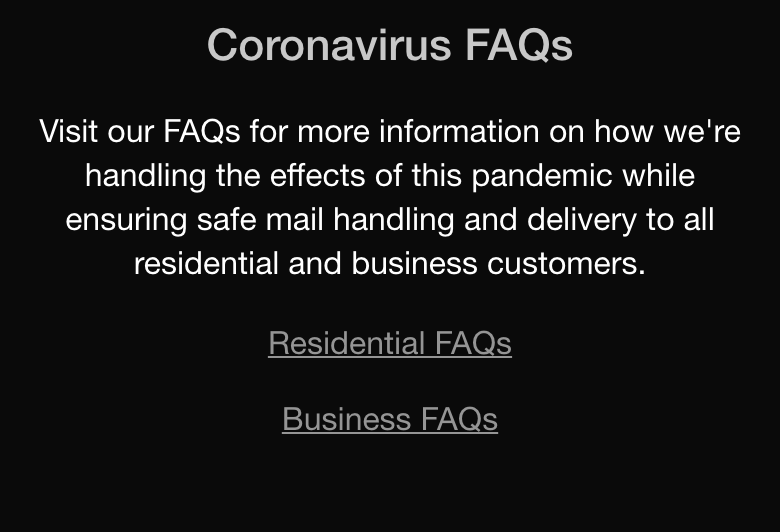 Coronavirus FAQs
Visit our FAQs for more information on how we're
handling the effects of this pandemic while
ensuring safe mail handling and delivery to all
residential and business customers.
Residential FAQs
Business FAQs